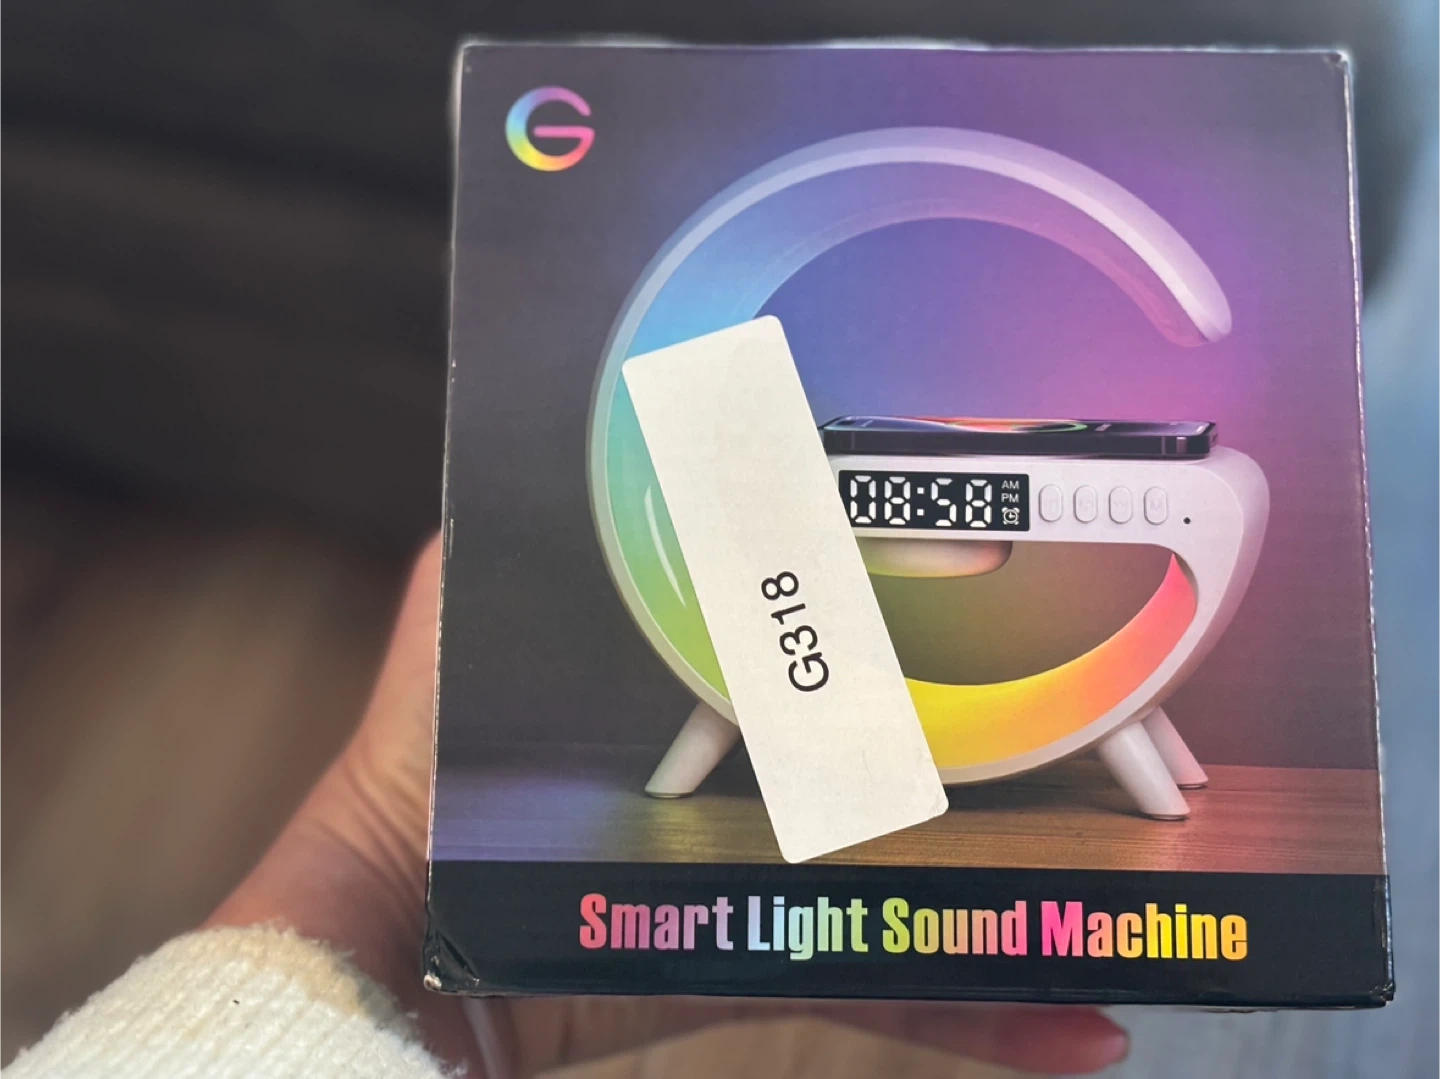 G
08:58
AM
PM
G318
Smart Light Sound Machine